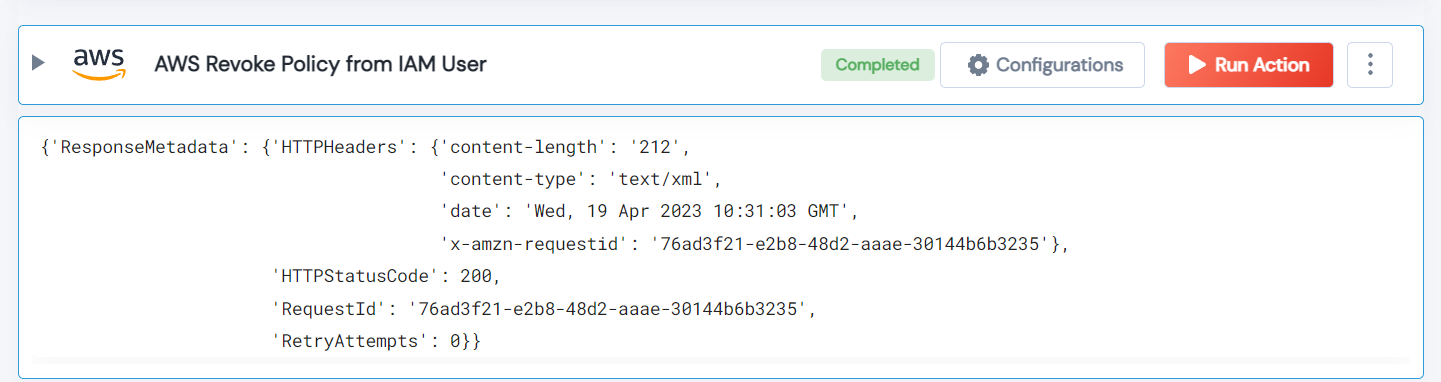 aws AWS Revoke Policy from IAM User Completed Configurations Run Action
{'ResponseMetadata': {'HTTPHeaders': {'content-length': '212',
'content-type': 'text/xml',
'date': 'Wed, 19 Apr 2023 10:31:03 GMT',
'x-amzn-requestid': '76ad3f21-e2b8-48d2-aaae-30144b6b3235'},
'HTTPStatusCode': 200,
'RequestId': '76ad3f21-e2b8-48d2-aaae-30144b6b3235',
'RetryAttempts': 0}}